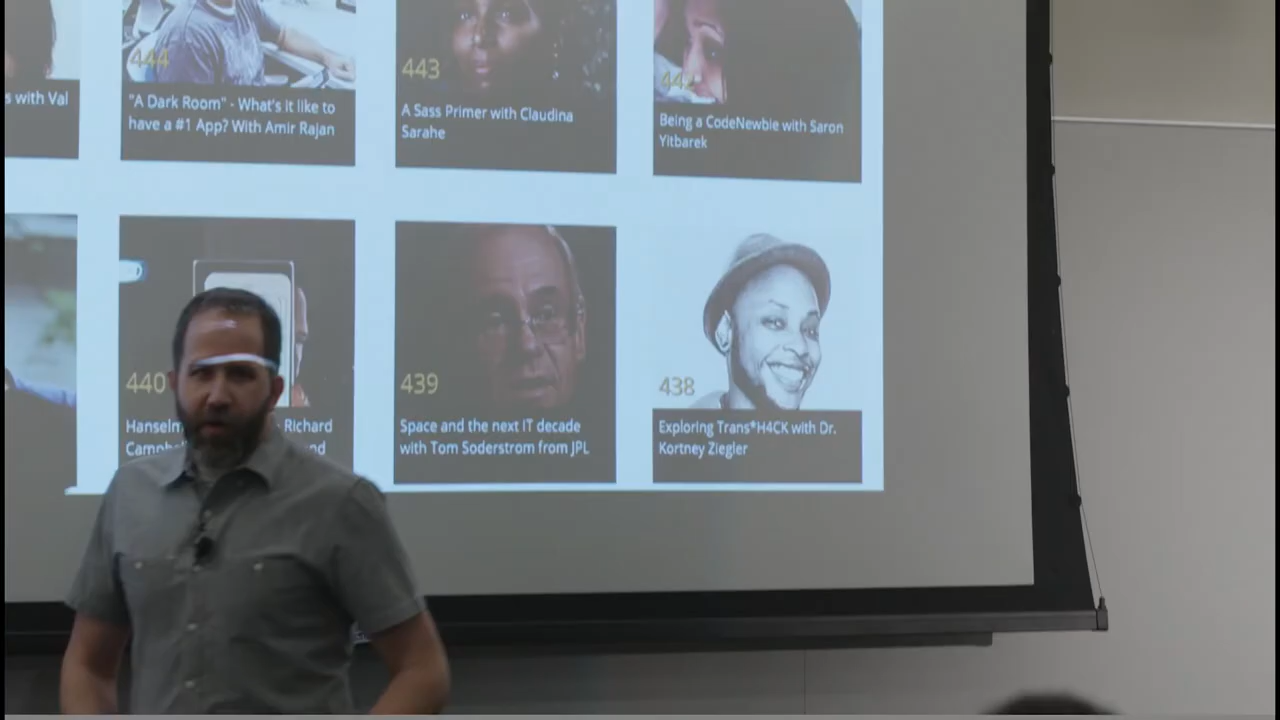 s with Val
444
"A Dark Room" - What's it like to
have a #1 App? With Amir Rajan
443
A Sass Primer with Claudina
Sarahe
Being a CodeNewbie with Saron
Yitbarek
440
Richard
439
Space and the next IT decade
with Tom Soderstrom from JPL
438
Exploring Trans*H4CK with Dr.
Kortney Ziegler